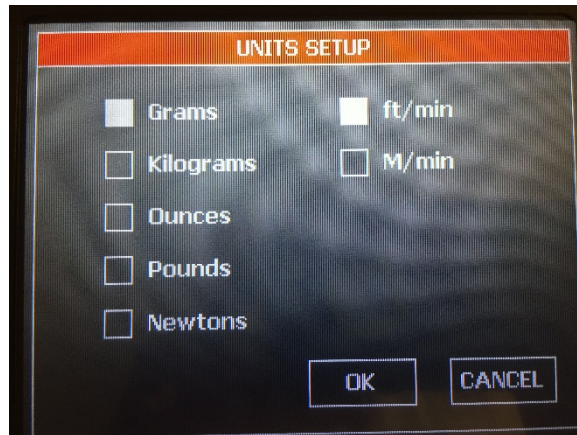 UNITS SETUP
Grams
ft/min
Kilograms
M/min
Ounces
Pounds
Newtons
OK
CANCEL